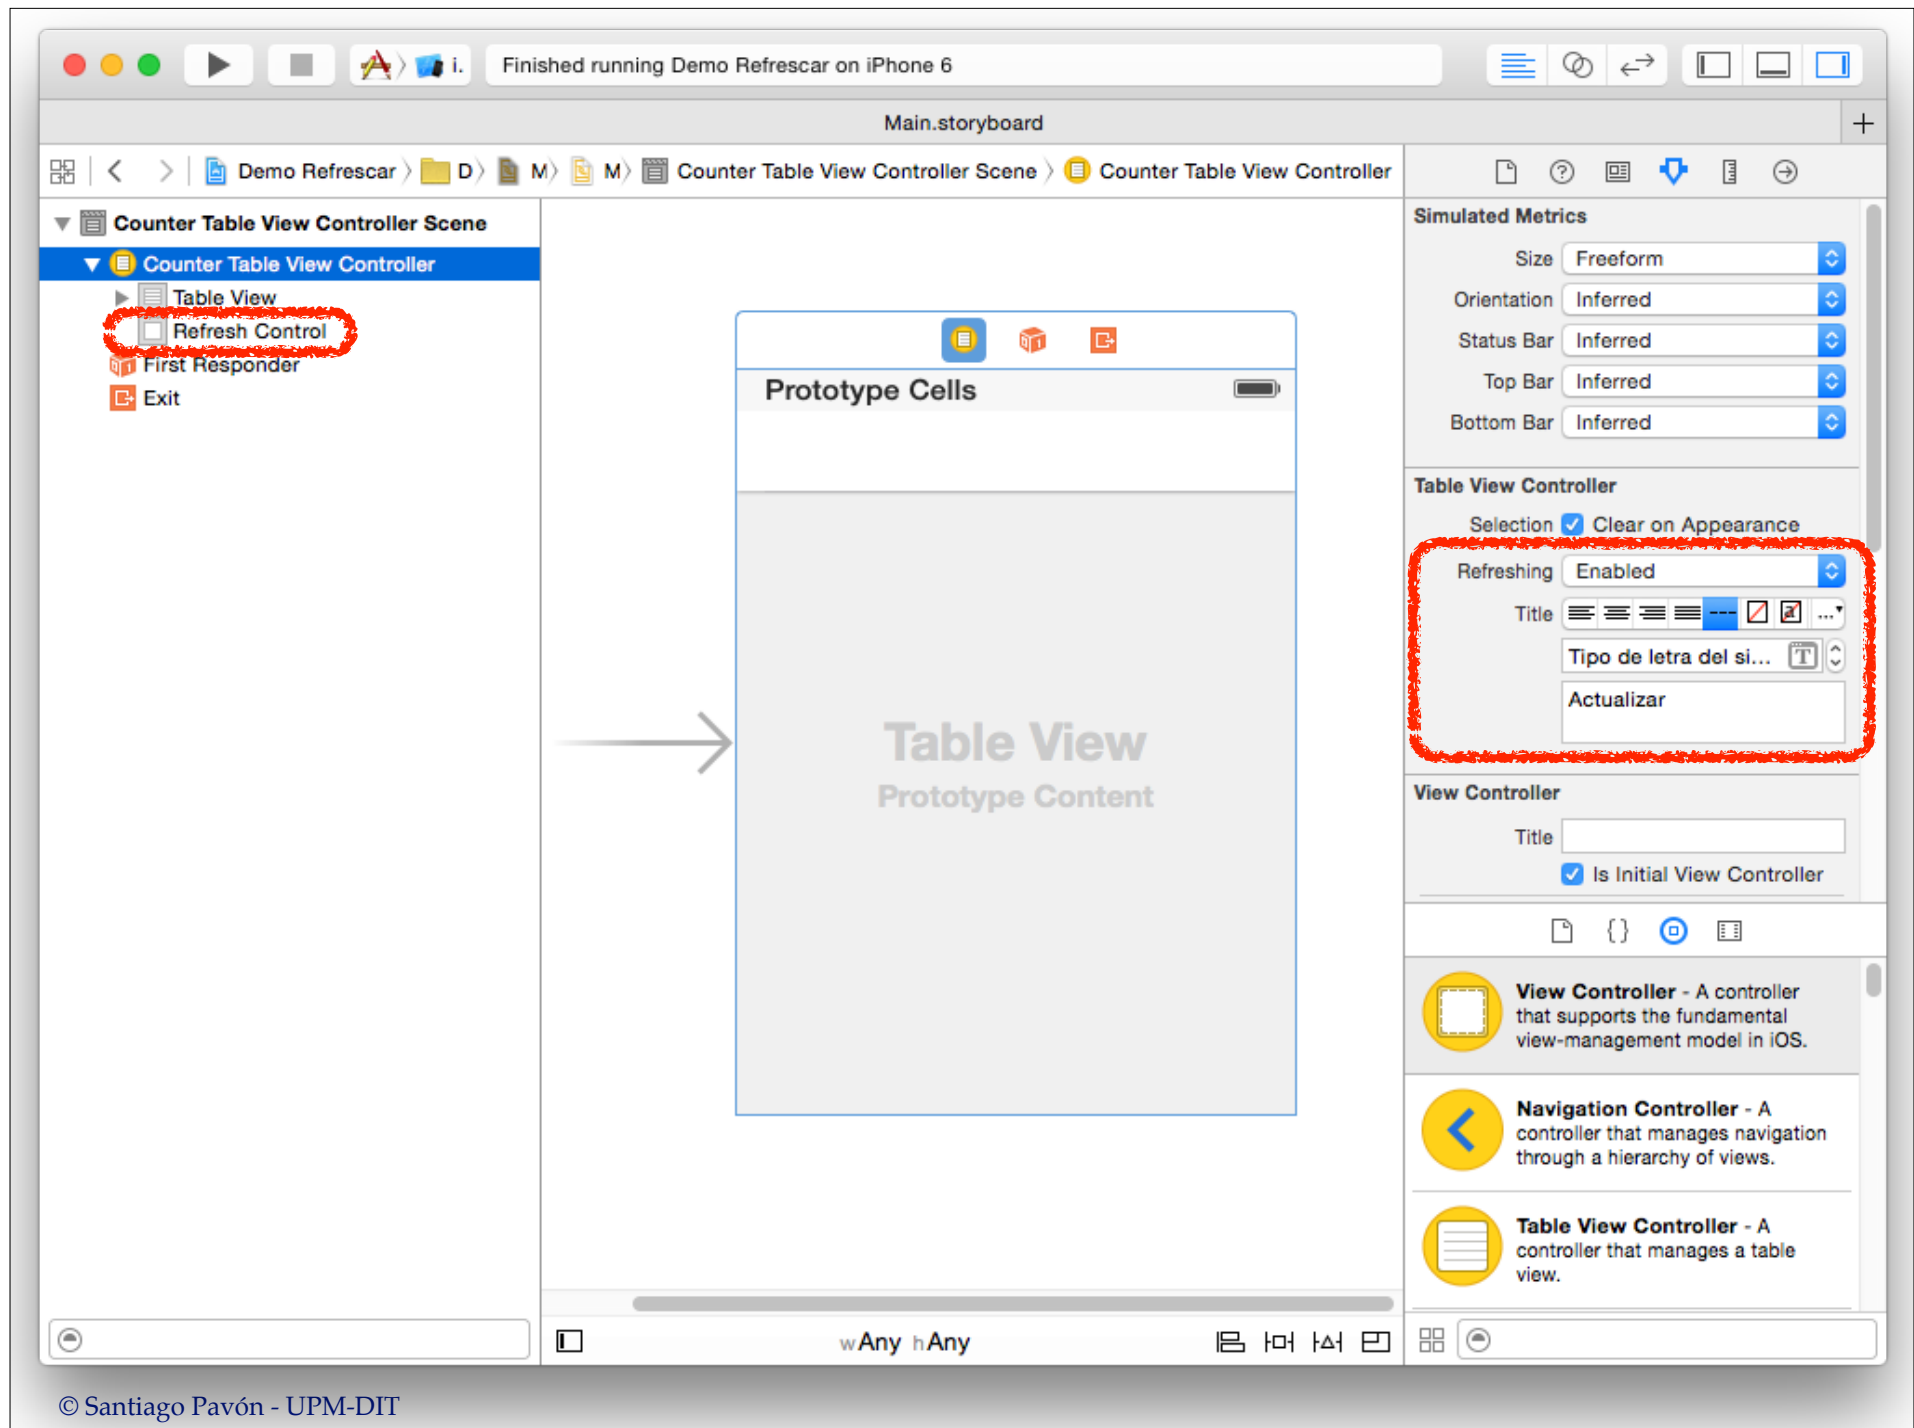 i.
Finished running Demo Refrescar on iPhone 6
Main.storyboard
Demo Refrescar
D
M
M
Counter Table View Controller Scene
Counter Table View Controller
Counter Table View Controller Scene
Counter Table View Controller
Table View
Refresh Control
First Responder
Exit
Prototype Cells
Table View
Prototype Content
wAny hAny
Simulated Metrics
Size Freeform
Orientation Inferred
Status Bar Inferred
Top Bar Inferred
Bottom Bar Inferred
Table View Controller
Selection Clear on Appearance
Refreshing Enabled
Title --- a ...
Tipo de letra del si... T
Actualizar
View Controller
Title
Is Initial View Controller
{}
View Controller - A controller
that supports the fundamental
view-management model in iOS.
Navigation Controller - A
controller that manages navigation
through a hierarchy of views.
Table View Controller - A
controller that manages a table
view.
© Santiago Pavón - UPM-DIT